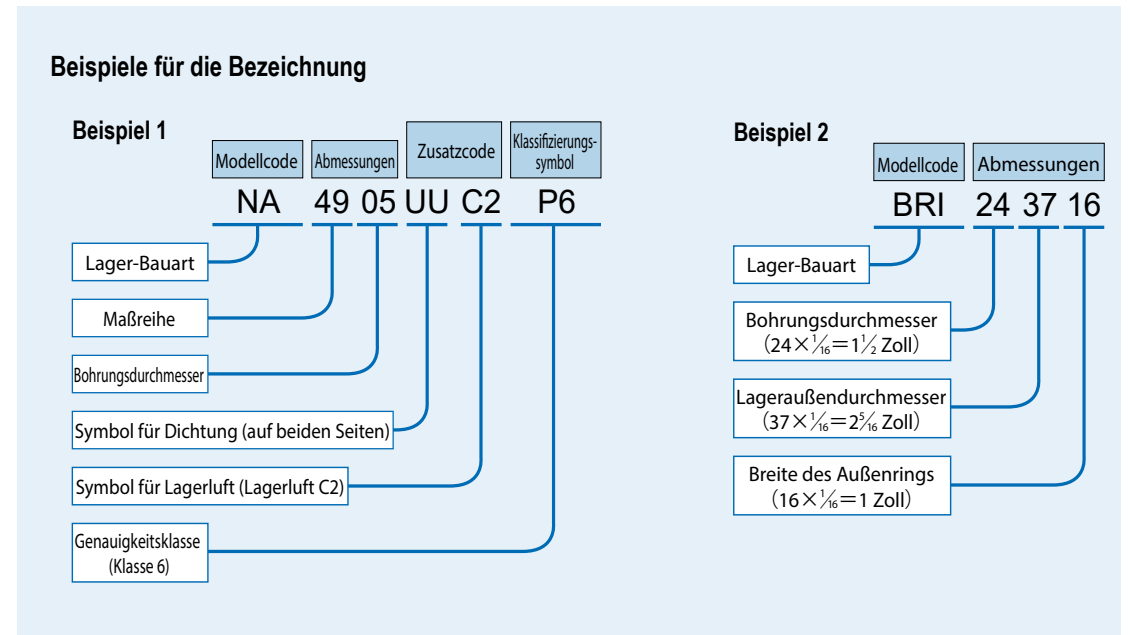 Beispiele für die Bezeichnung
Beispiel 1
Modellcode Abmessungen Zusatzcode Klassifizierungs-
symbol
NA 49 05 UU C2 P6
Lager-Bauart
Maßreihe
Bohrungsdurchmesser
Symbol für Dichtung (auf beiden Seiten)
Symbol für Lagerluft (Lagerluft C2)
Genauigkeitsklasse
(Klasse 6)
Beispiel 2
Modellcode Abmessungen
BRI 24 37 16
Lager-Bauart
Bohrungsdurchmesser
(24×1/16=1 1/2 Zoll)
Lageraußendurchmesser
(37×1/16=2 5/16 Zoll)
Breite des Außenrings
(16×1/16=1 Zoll)